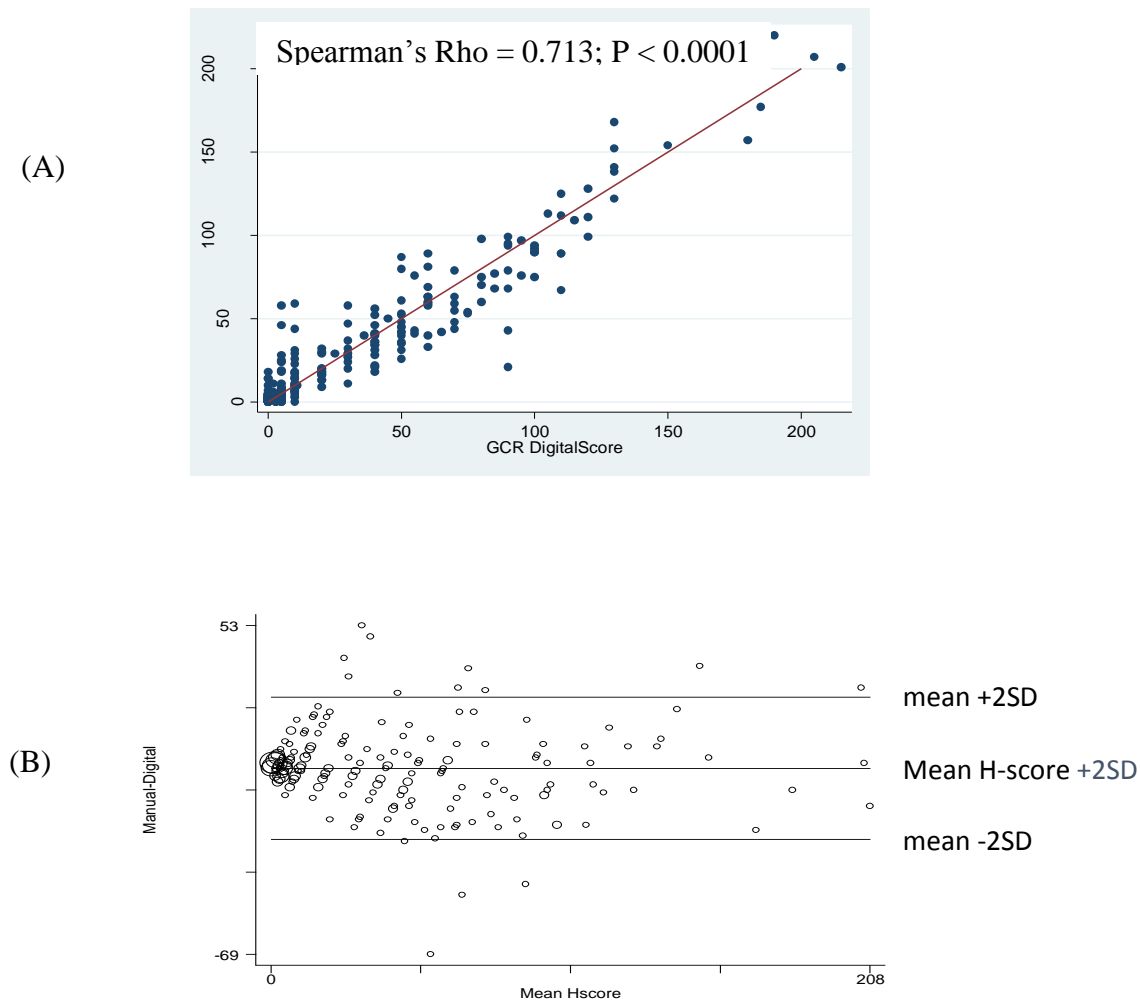 (A)
Spearman's Rho = 0.713; P < 0.0001
200
150
100
50
0
0 50 100 150 200
GCR DigitalScore
(B)
53
Manual-Digital
-69
mean +2SD
Mean H-score +2SD
mean -2SD
0 208
Mean Hscore